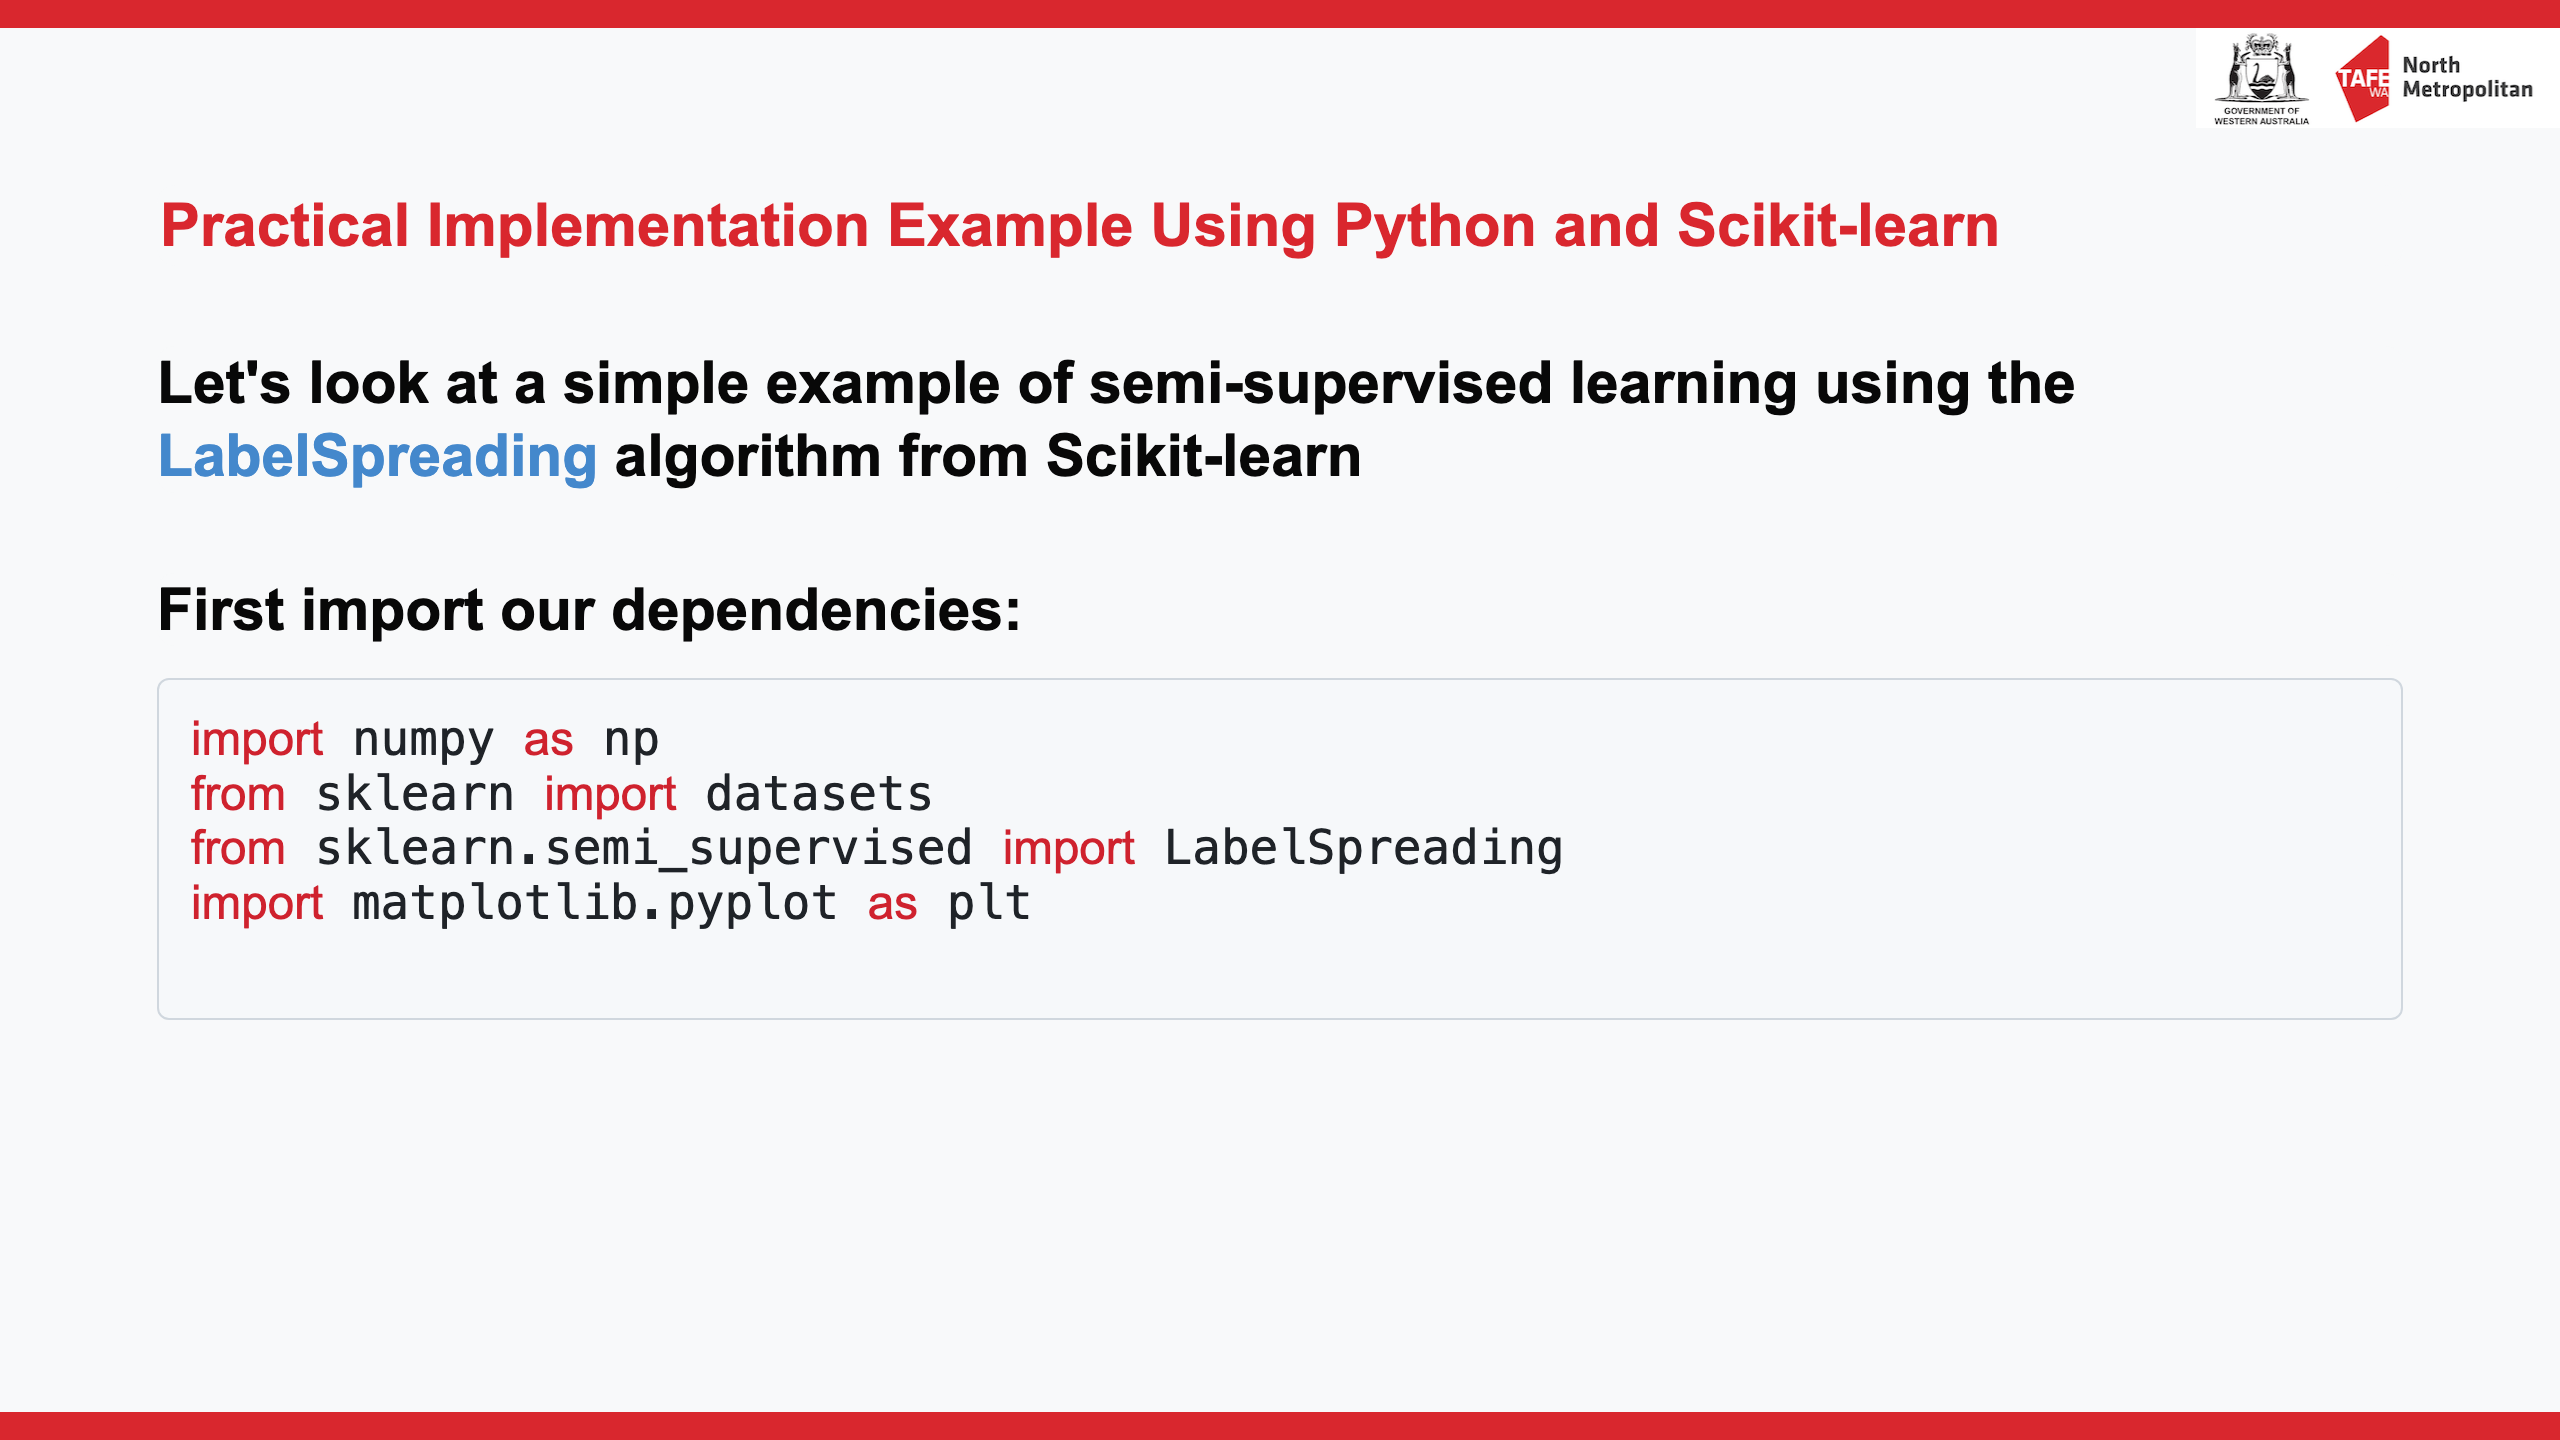 GOVERNMENT OF
WESTERN AUSTRALIA
TAFE
WA
North
Metropolitan
Practical Implementation Example Using Python and Scikit-learn
Let's look at a simple example of semi-supervised learning using the
LabelSpreading algorithm from Scikit-learn
First import our dependencies:
import numpy as np
from sklearn import datasets
from sklearn.semi_supervised import LabelSpreading
import matplotlib.pyplot as plt